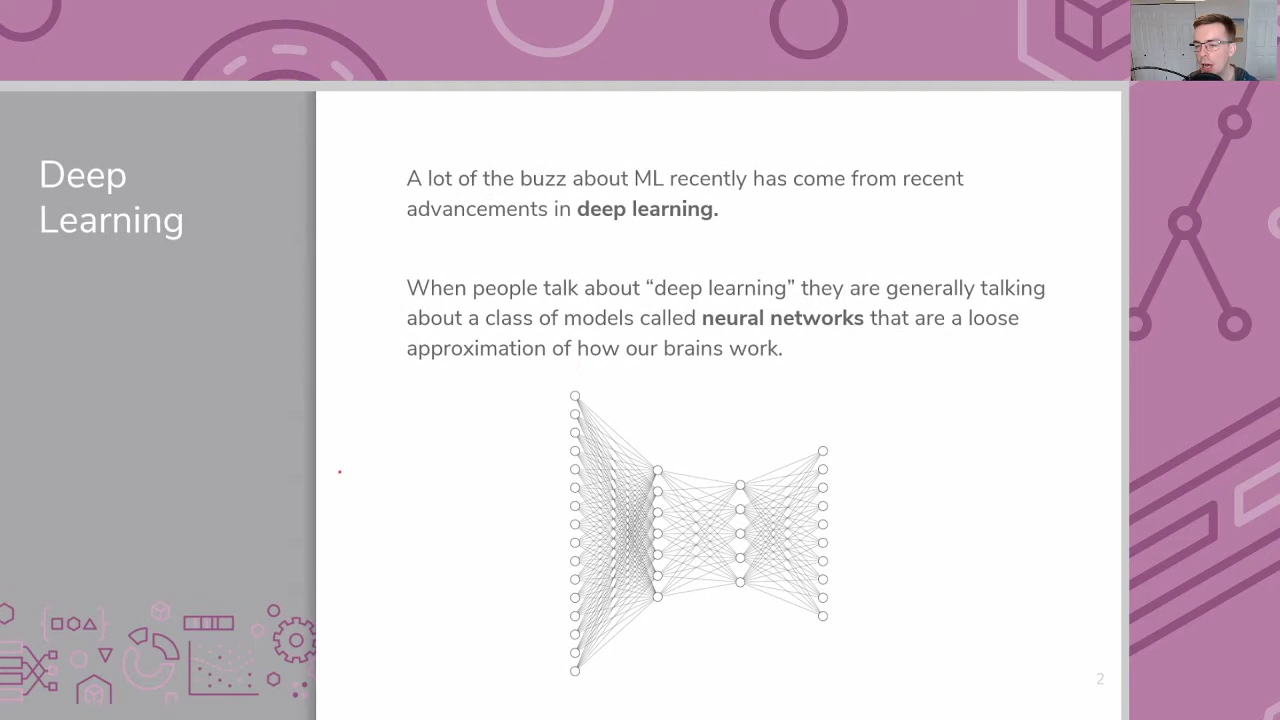 Deep
Learning
A lot of the buzz about ML recently has come from recent
advancements in deep learning.
When people talk about “deep learning” they are generally talking
about a class of models called neural networks that are a loose
approximation of how our brains work.
2